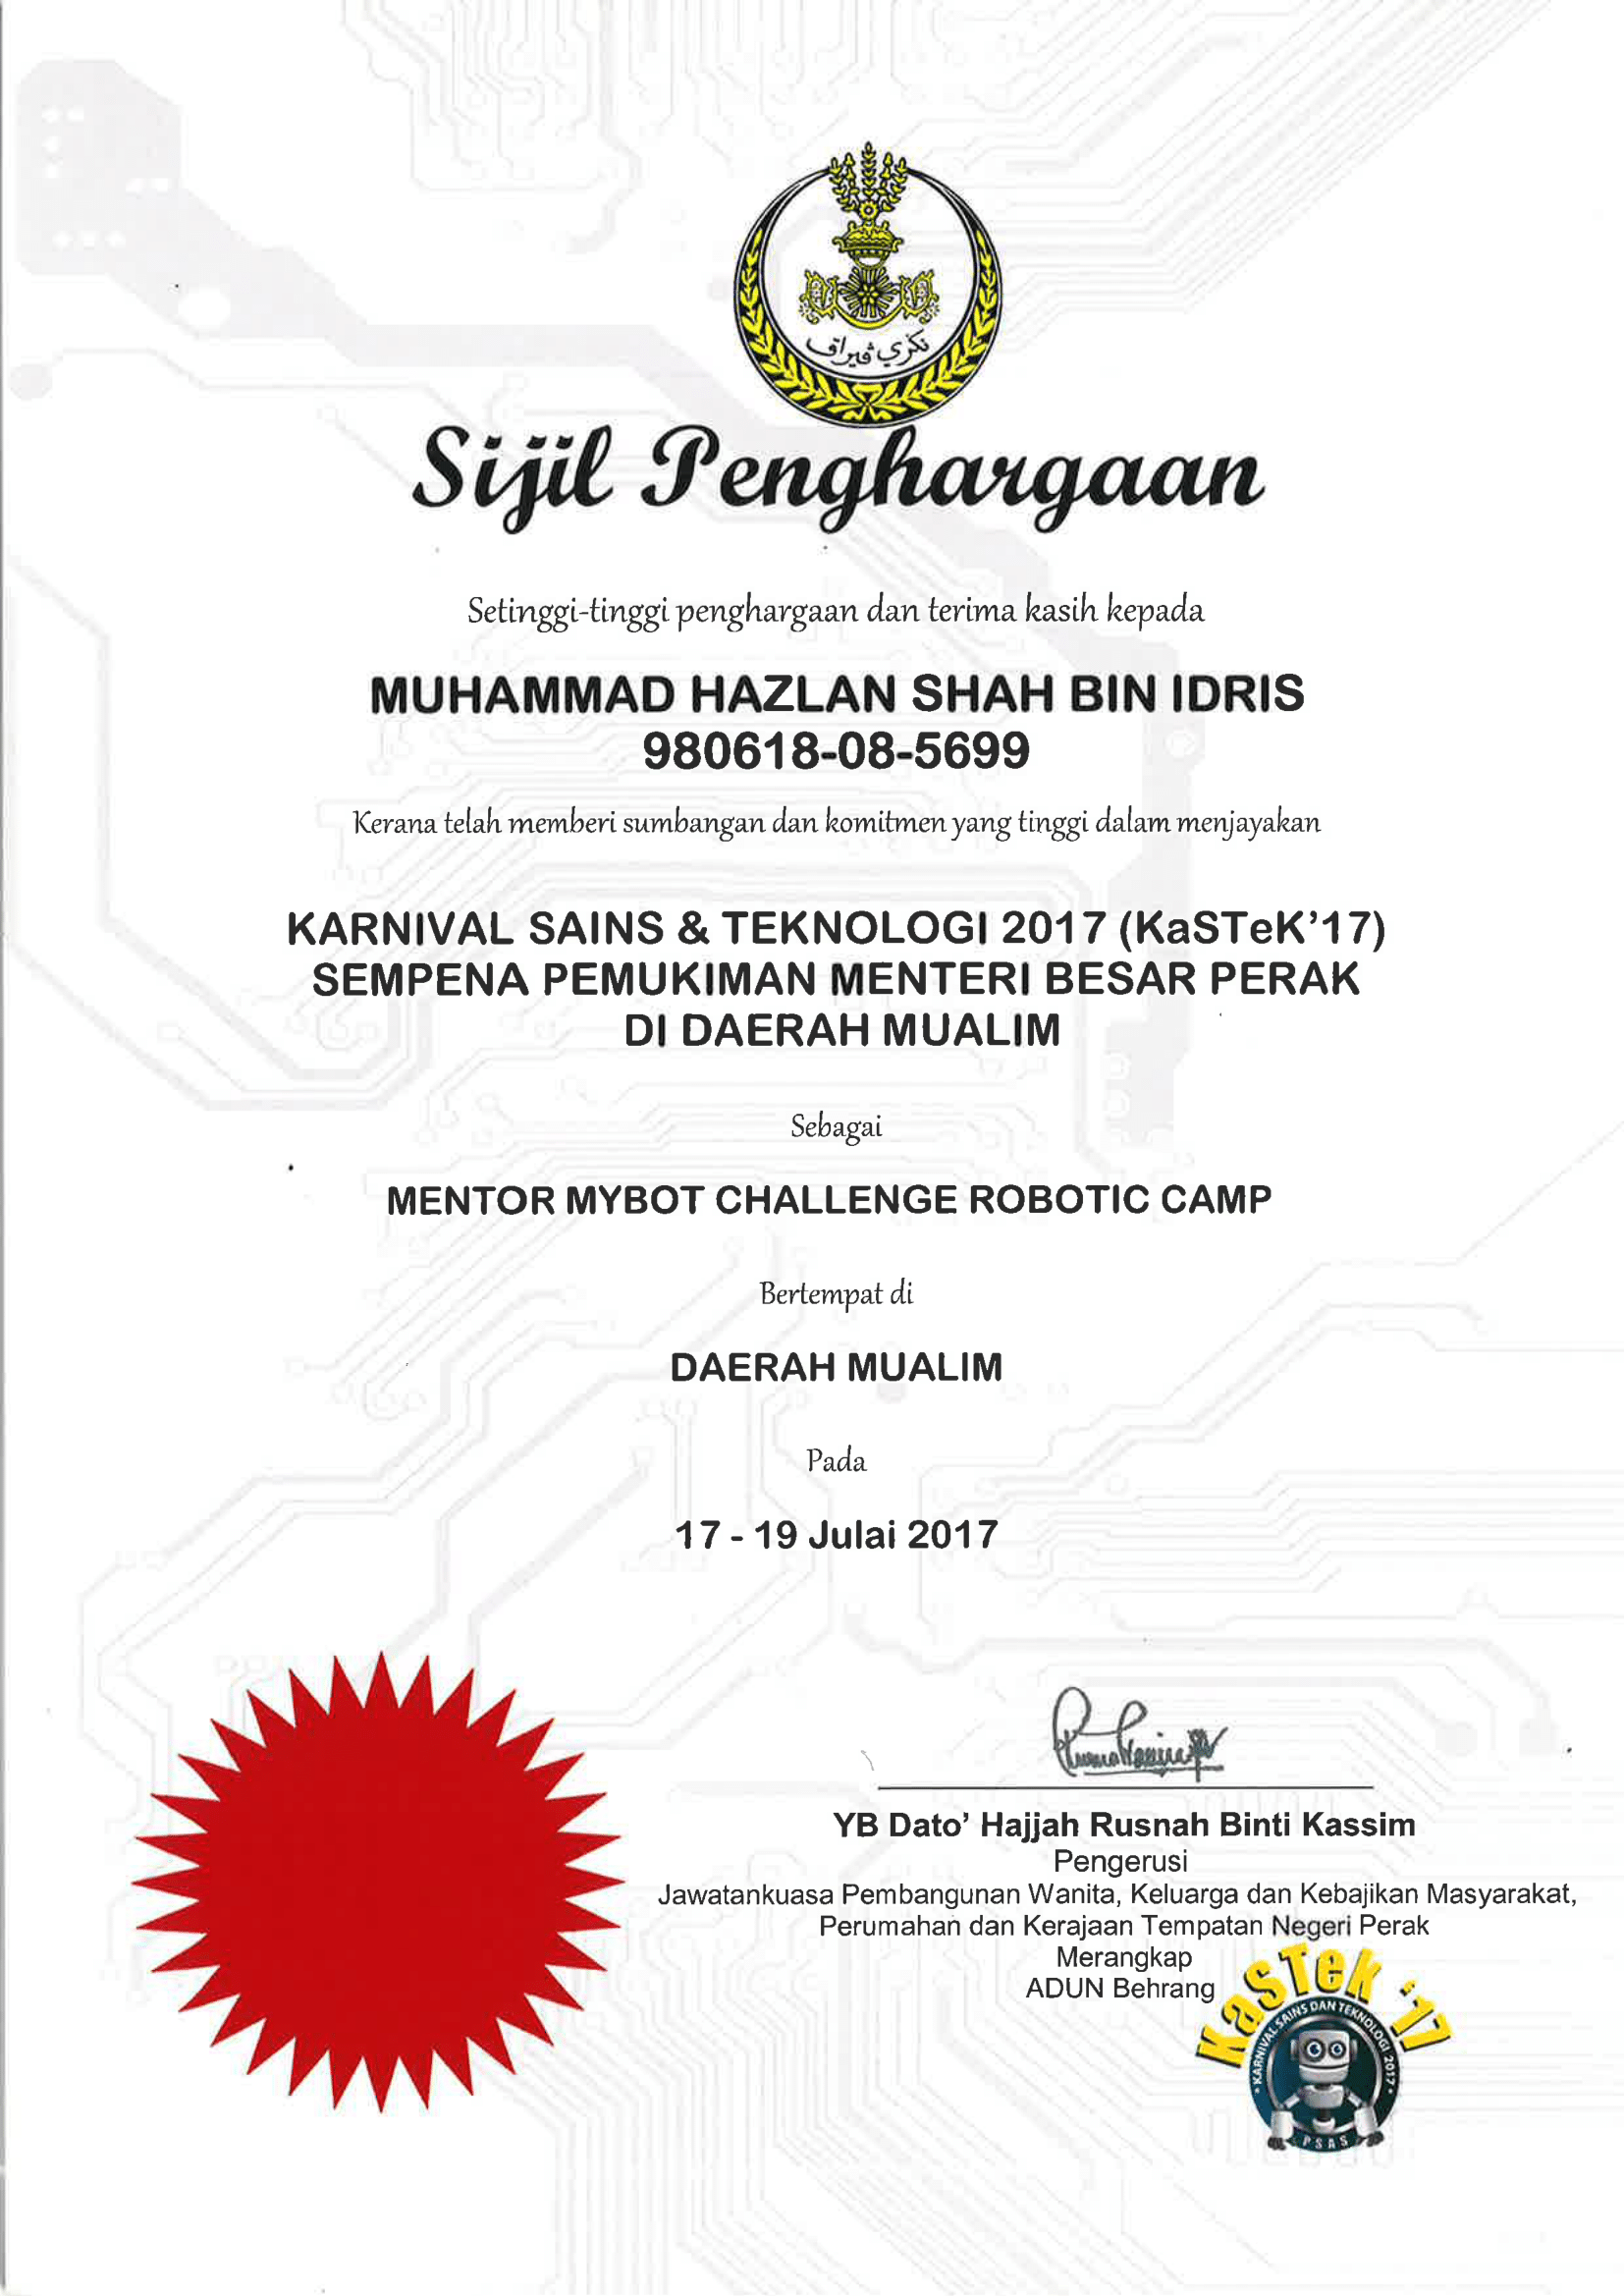 نݢري ڤيراق
Sijil Penghargaan
Setinggi-tinggi penghargaan dan terima kasih kepada
MUHAMMAD HAZLAN SHAH BIN IDRIS
980618-08-5699
Kerana telah memberi sumbangan dan komitmen yang tinggi dalam menjayakan
KARNIVAL SAINS & TEKNOLOGI 2017 (KaSTeK’17)
SEMPENA PEMUKIMAN MENTERI BESAR PERAK
DI DAERAH MUALIM
Sebagai
MENTOR MYBOT CHALLENGE ROBOTIC CAMP
Bertempat di
DAERAH MUALIM
Pada
17 - 19 Julai 2017
YB Dato’ Hajjah Rusnah Binti Kassim
Pengerusi
Jawatankuasa Pembangunan Wanita, Keluarga dan Kebajikan Masyarakat,
Perumahan dan Kerajaan Tempatan Negeri Perak
Merangkap
ADUN Behrang
KaSTek '17
* KARNIVAL SAINS DAN TEKNOLOGI 2017 *
PSAS